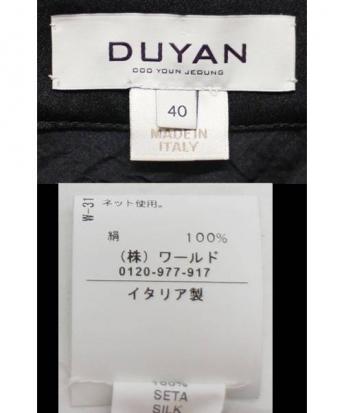 DUYAN
DOO YOUN JEOUNG
40
MADE IN
ITALY
W-31
ネット使用。
絹 100%
(株) ワールド
0120-977-917
イタリア製
100%
SETA
SILK